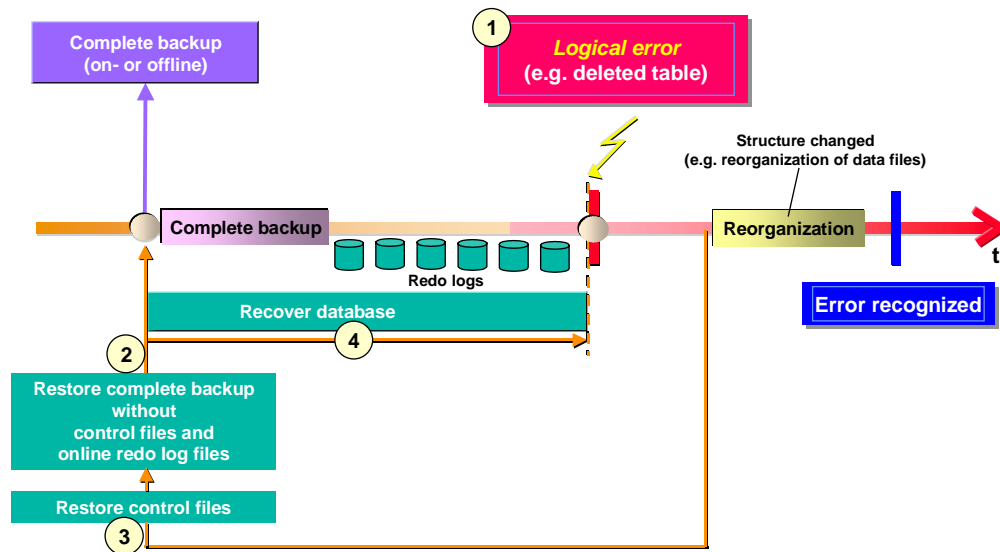 1
Logical error
(e.g. deleted table)
Complete backup
(on- or offline)
Structure changed
(e.g. reorganization of data files)
Complete backup
Reorganization
t
Redo logs
Error recognized
Recover database
4
2
Restore complete backup
without
control files and
online redo log files
Restore control files
3